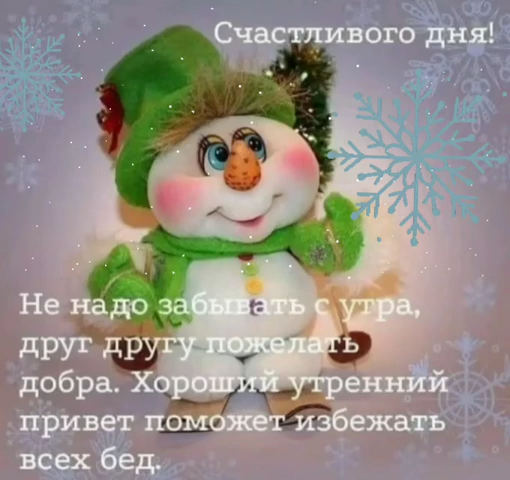 Счастливого дня!
Не надо забывать с утра,
друг другу пожелать
добра. Хороший утренний
привет поможет избежать
всех бед.